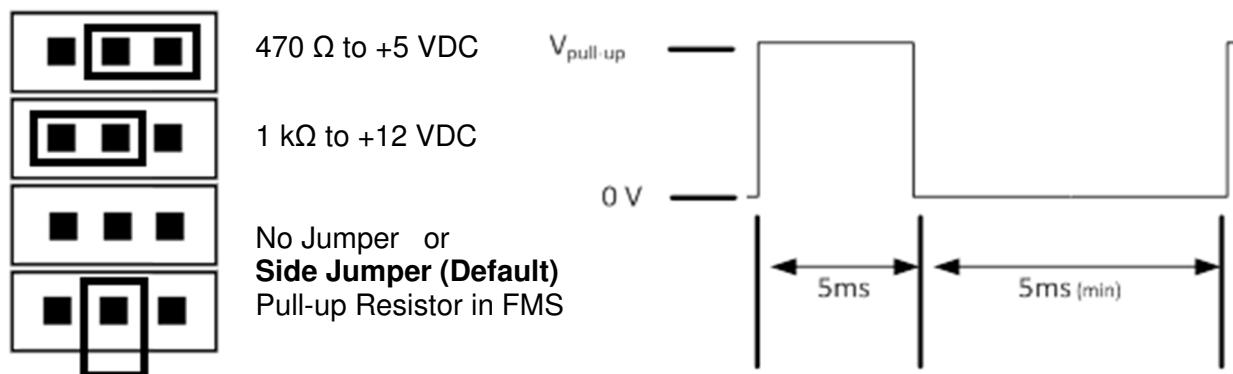 470 Ω to +5 VDC
1 kΩ to +12 VDC
No Jumper or
Side Jumper (Default)
Pull-up Resistor in FMS
Vpull-up
0 V
5ms
5ms (min)